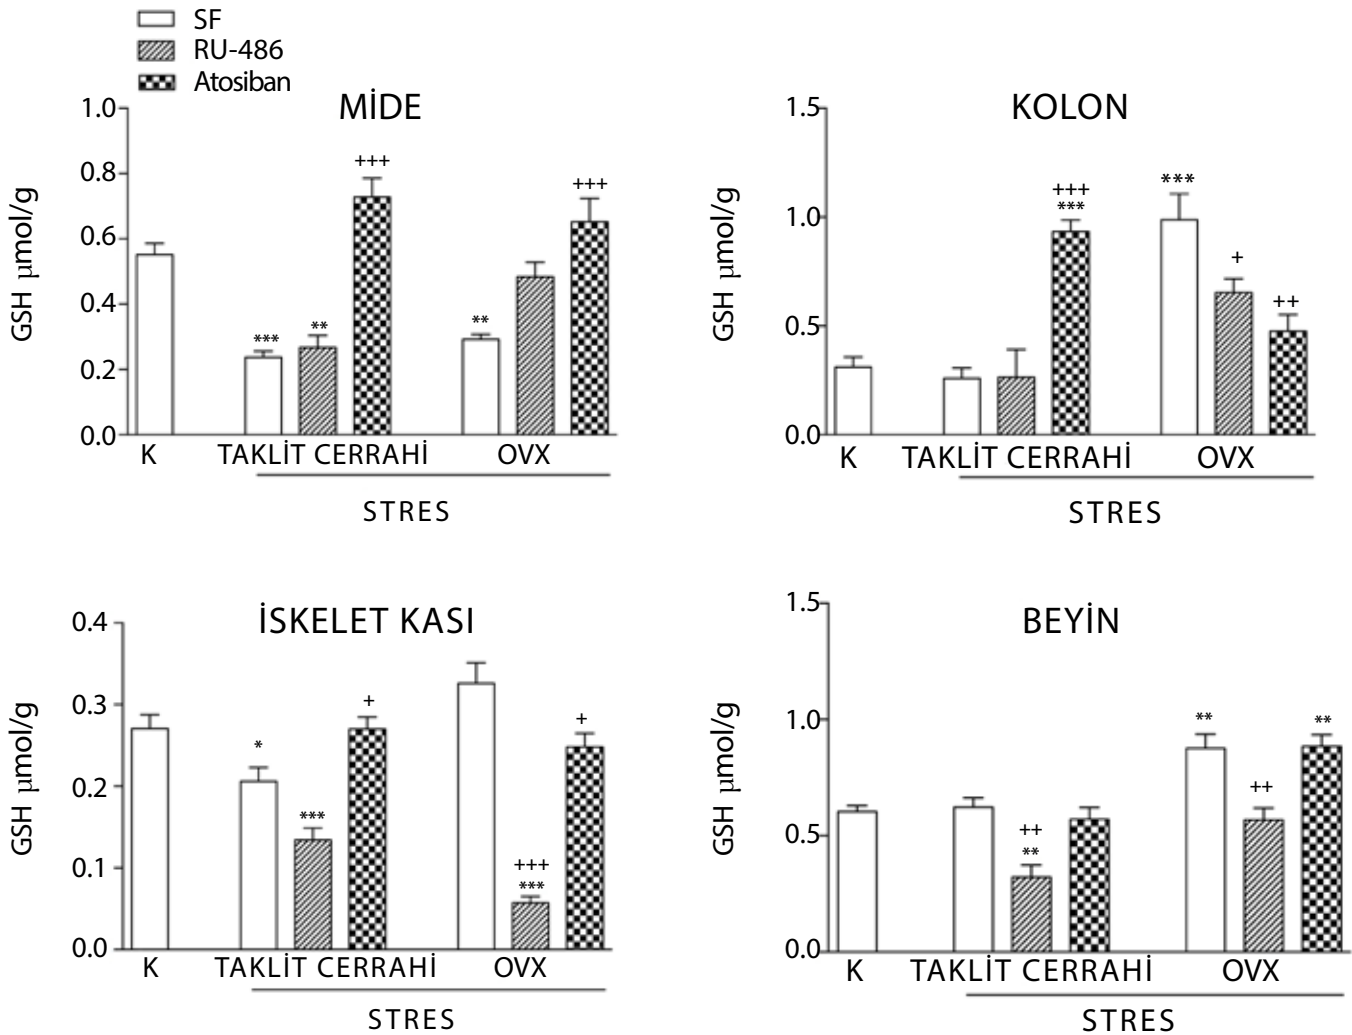 SF
RU-486
Atosiban
MİDE
GSH μmol/g
1.0
0.8
0.6
0.4
0.2
0.0
***
**
+++
**
+++
K
TAKLİT CERRAHİ
OVX
STRES
KOLON
GSH μmol/g
1.5
1.0
0.5
0.0
+++
***
***
+
++
K
TAKLİT CERRAHİ
OVX
STRES
İSKELET KASI
GSH μmol/g
0.4
0.3
0.2
0.1
0.0
*
***
+
+++
***
+
K
TAKLİT CERRAHİ
OVX
STRES
BEYİN
GSH μmol/g
1.5
1.0
0.5
0.0
++
**
**
++
**
K
TAKLİT CERRAHİ
OVX
STRES